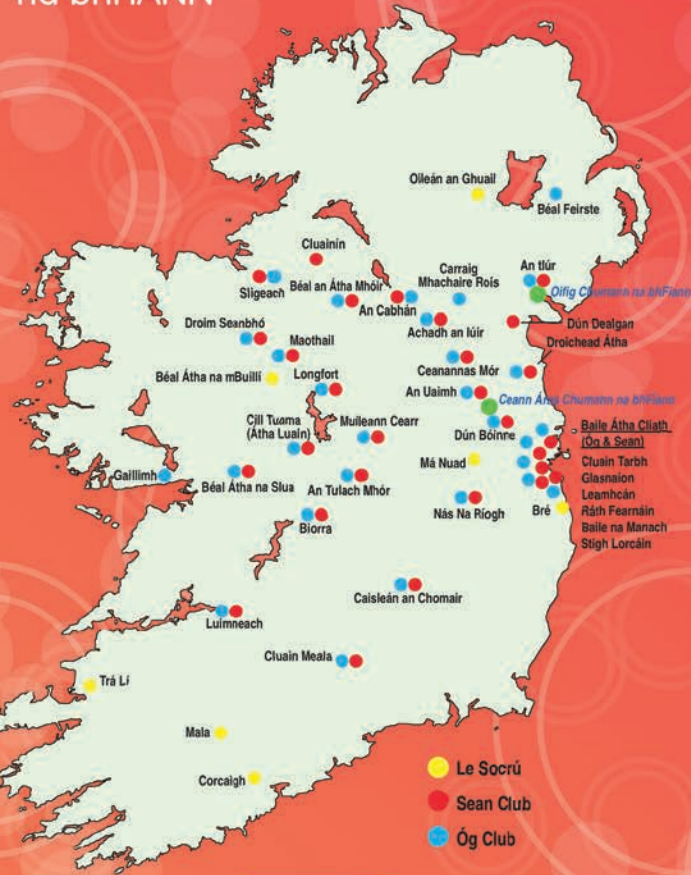 na bhFIANN
Oileán an Ghuail
Béal Feirste
Cluainín
Sligeach
Béal an Átha Mhóir
An Cabhán
Carraig
Mhachaire Rois
An tIúr
Oifig Chumann na bhFiann
Droim Seanbhó
Achadh an Iúir
Dún Dealgan
Droichead Átha
Maothail
Ceanannas Mór
Béal Átha na mBuillí
Longfort
An Uaimh
Ceann Áras Chumann na bhFiann
Cill Tuama
(Átha Luain)
Muileann Cearr
Dún Bóinne
Baile Átha Cliath
(Óg & Sean)
Gaillimh
Béal Átha na Slua
An Tulach Mhór
Má Nuad
Cluain Tarbh
Glasnaíon
Leamhcán
Ráth Fearnáin
Baile na Manach
Stigh Lorcáin
Biorra
Nás Na Ríogh
Bré
Caisleán an Chomair
Luimneach
Cluain Meala
Trá Lí
Mala
Corcaigh
Le Socrú
Sean Club
Óg Club